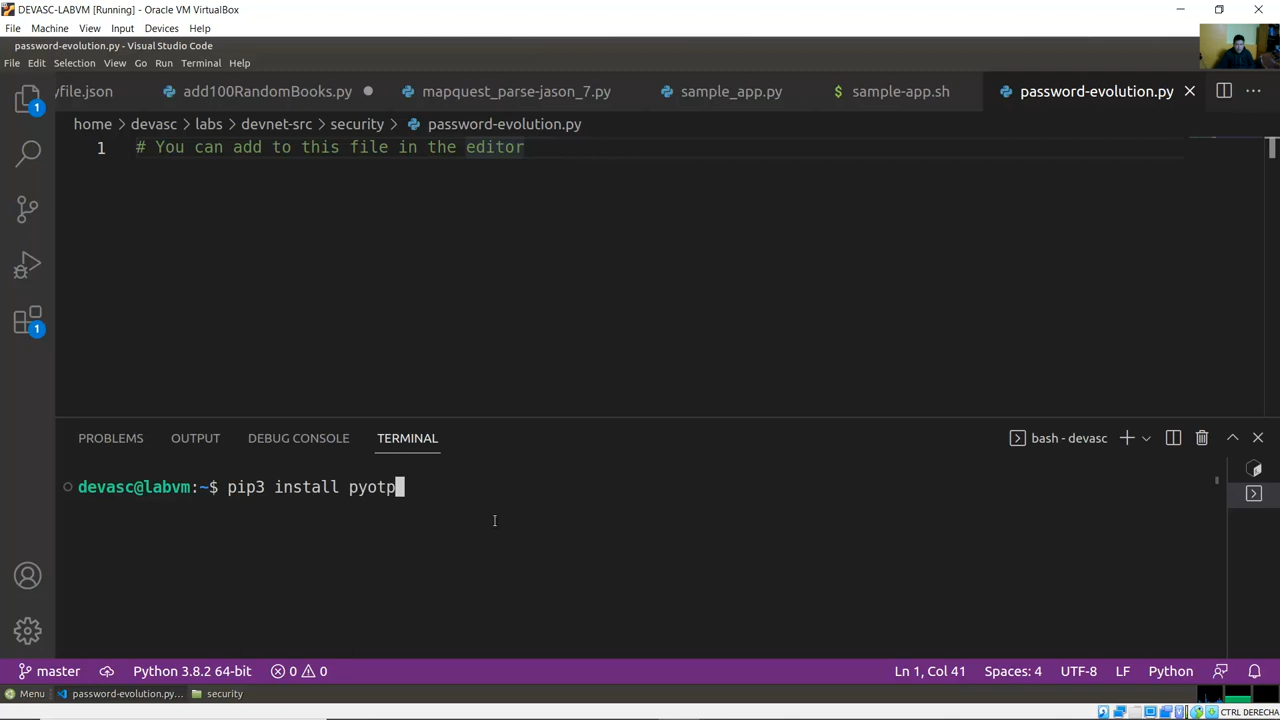 DEVASC-LABVM [Running] - Oracle VM VirtualBox
File Machine View Input Devices Help
password-evolution.py - Visual Studio Code
File Edit Selection View Go Run Terminal Help
yfile.json add100RandomBooks.py mapquest_parse-jason_7.py sample_app.py $ sample-app.sh password-evolution.py
home > devasc > labs > devnet-src > security > password-evolution.py
1 # You can add to this file in the editor
1
1
PROBLEMS OUTPUT DEBUG CONSOLE TERMINAL bash - devasc
devasc@labvm:~$ pip3 install pyotp
master Python 3.8.2 64-bit 0 0 Ln 1, Col 41 Spaces: 4 UTF-8 LF Python
Menu password-evolution.py... security
CTRL DERECHA